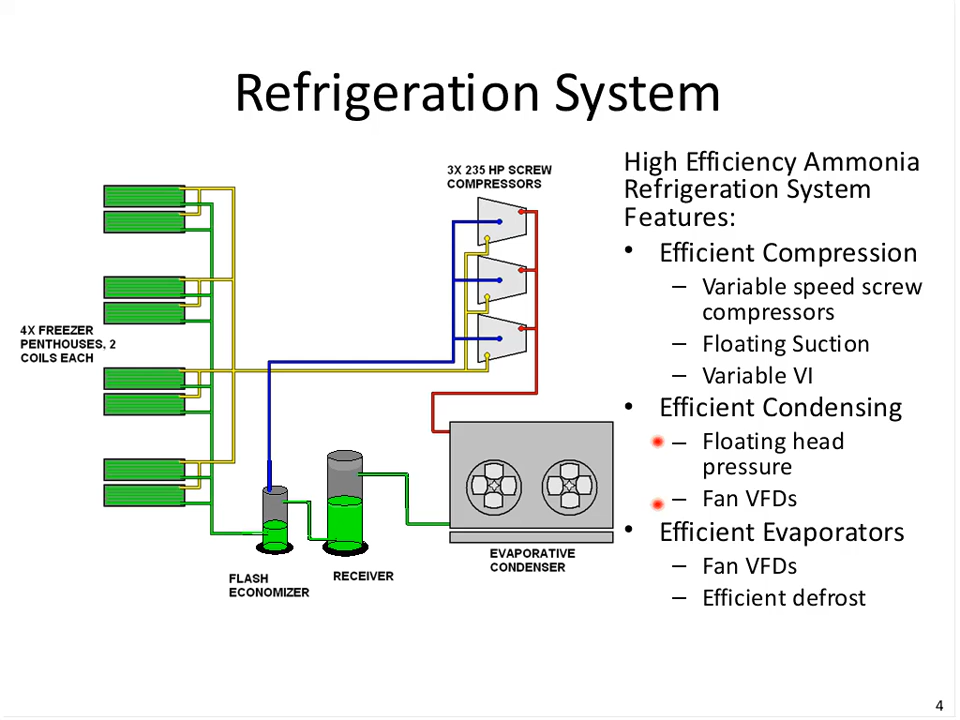 Refrigeration System
3X 235 HP SCREW
COMPRESSORS
4X FREEZER
PENTHOUSES, 2
COILS EACH
FLASH
ECONOMIZER
RECEIVER
EVAPORATIVE
CONDENSER
High Efficiency Ammonia
Refrigeration System
Features:
• Efficient Compression
– Variable speed screw
compressors
– Floating Suction
– Variable VI
• Efficient Condensing
– Floating head
pressure
– Fan VFDs
• Efficient Evaporators
– Fan VFDs
– Efficient defrost
4